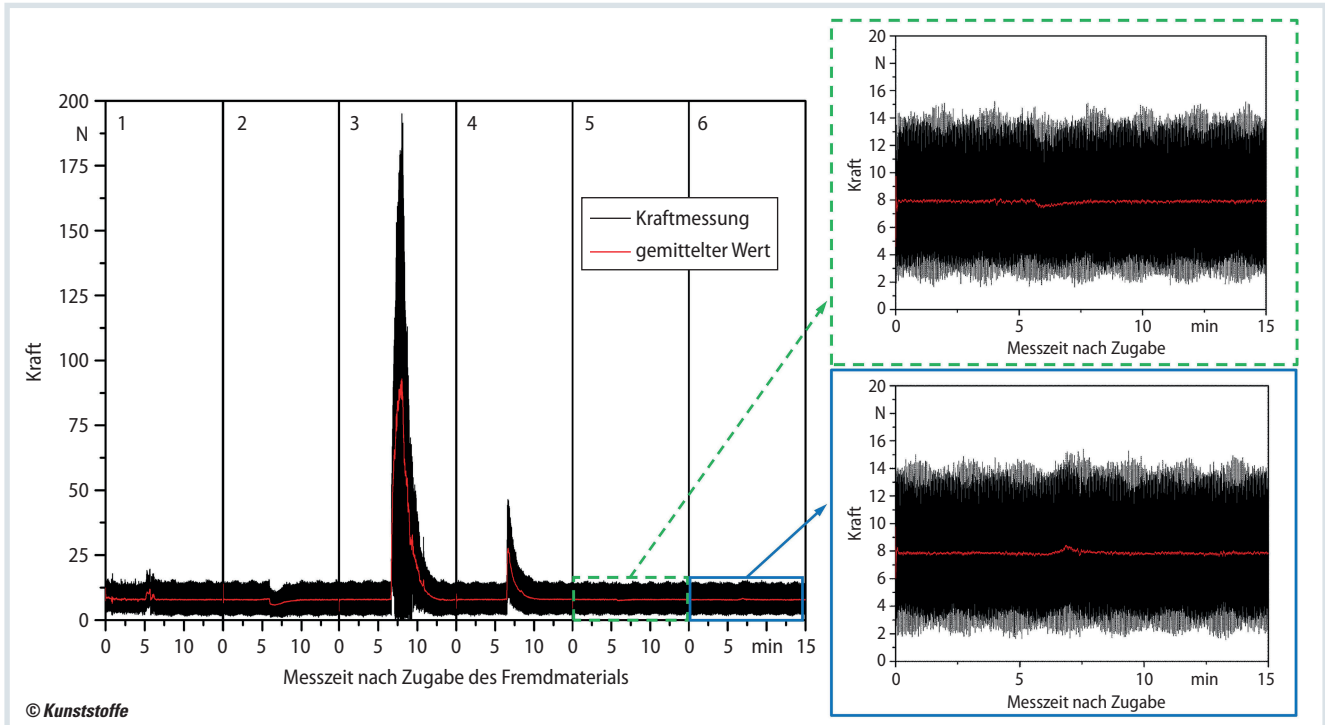 200
N
175
150
125
100
75
50
25
0
Kraft
1 2 3 4 5 6
Kraftmessung
gemittelter Wert
0 5 10 0 5 10 0 5 10 0 5 10 0 5 10 0 5 min 15
Messzeit nach Zugabe des Fremdmaterials
20
N
16
14
12
10
8
6
4
2
0
Kraft
0 5 10 min 15
Messzeit nach Zugabe
20
N
16
14
12
10
8
6
4
2
0
Kraft
0 5 10 min 15
Messzeit nach Zugabe
© Kunststoffe